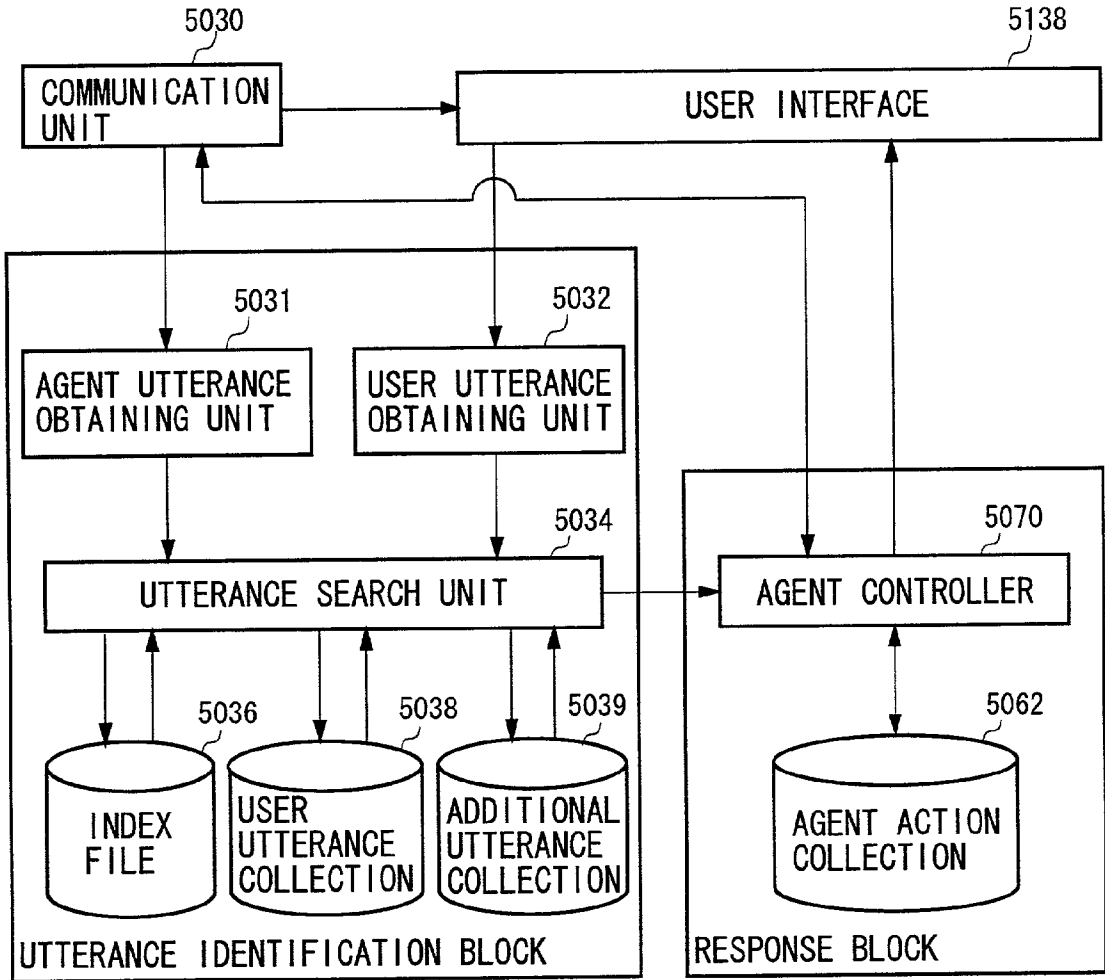 5030
5138
COMMUNICATION
UNIT
USER INTERFACE
5031
5032
AGENT UTTERANCE
OBTAINING UNIT
USER UTTERANCE
OBTAINING UNIT
5034
5070
UTTERANCE SEARCH UNIT
AGENT CONTROLLER
5036
5038
5039
5062
INDEX
FILE
USER
UTTERANCE
COLLECTION
ADDITIONAL
UTTERANCE
COLLECTION
AGENT ACTION
COLLECTION
UTTERANCE IDENTIFICATION BLOCK
RESPONSE BLOCK